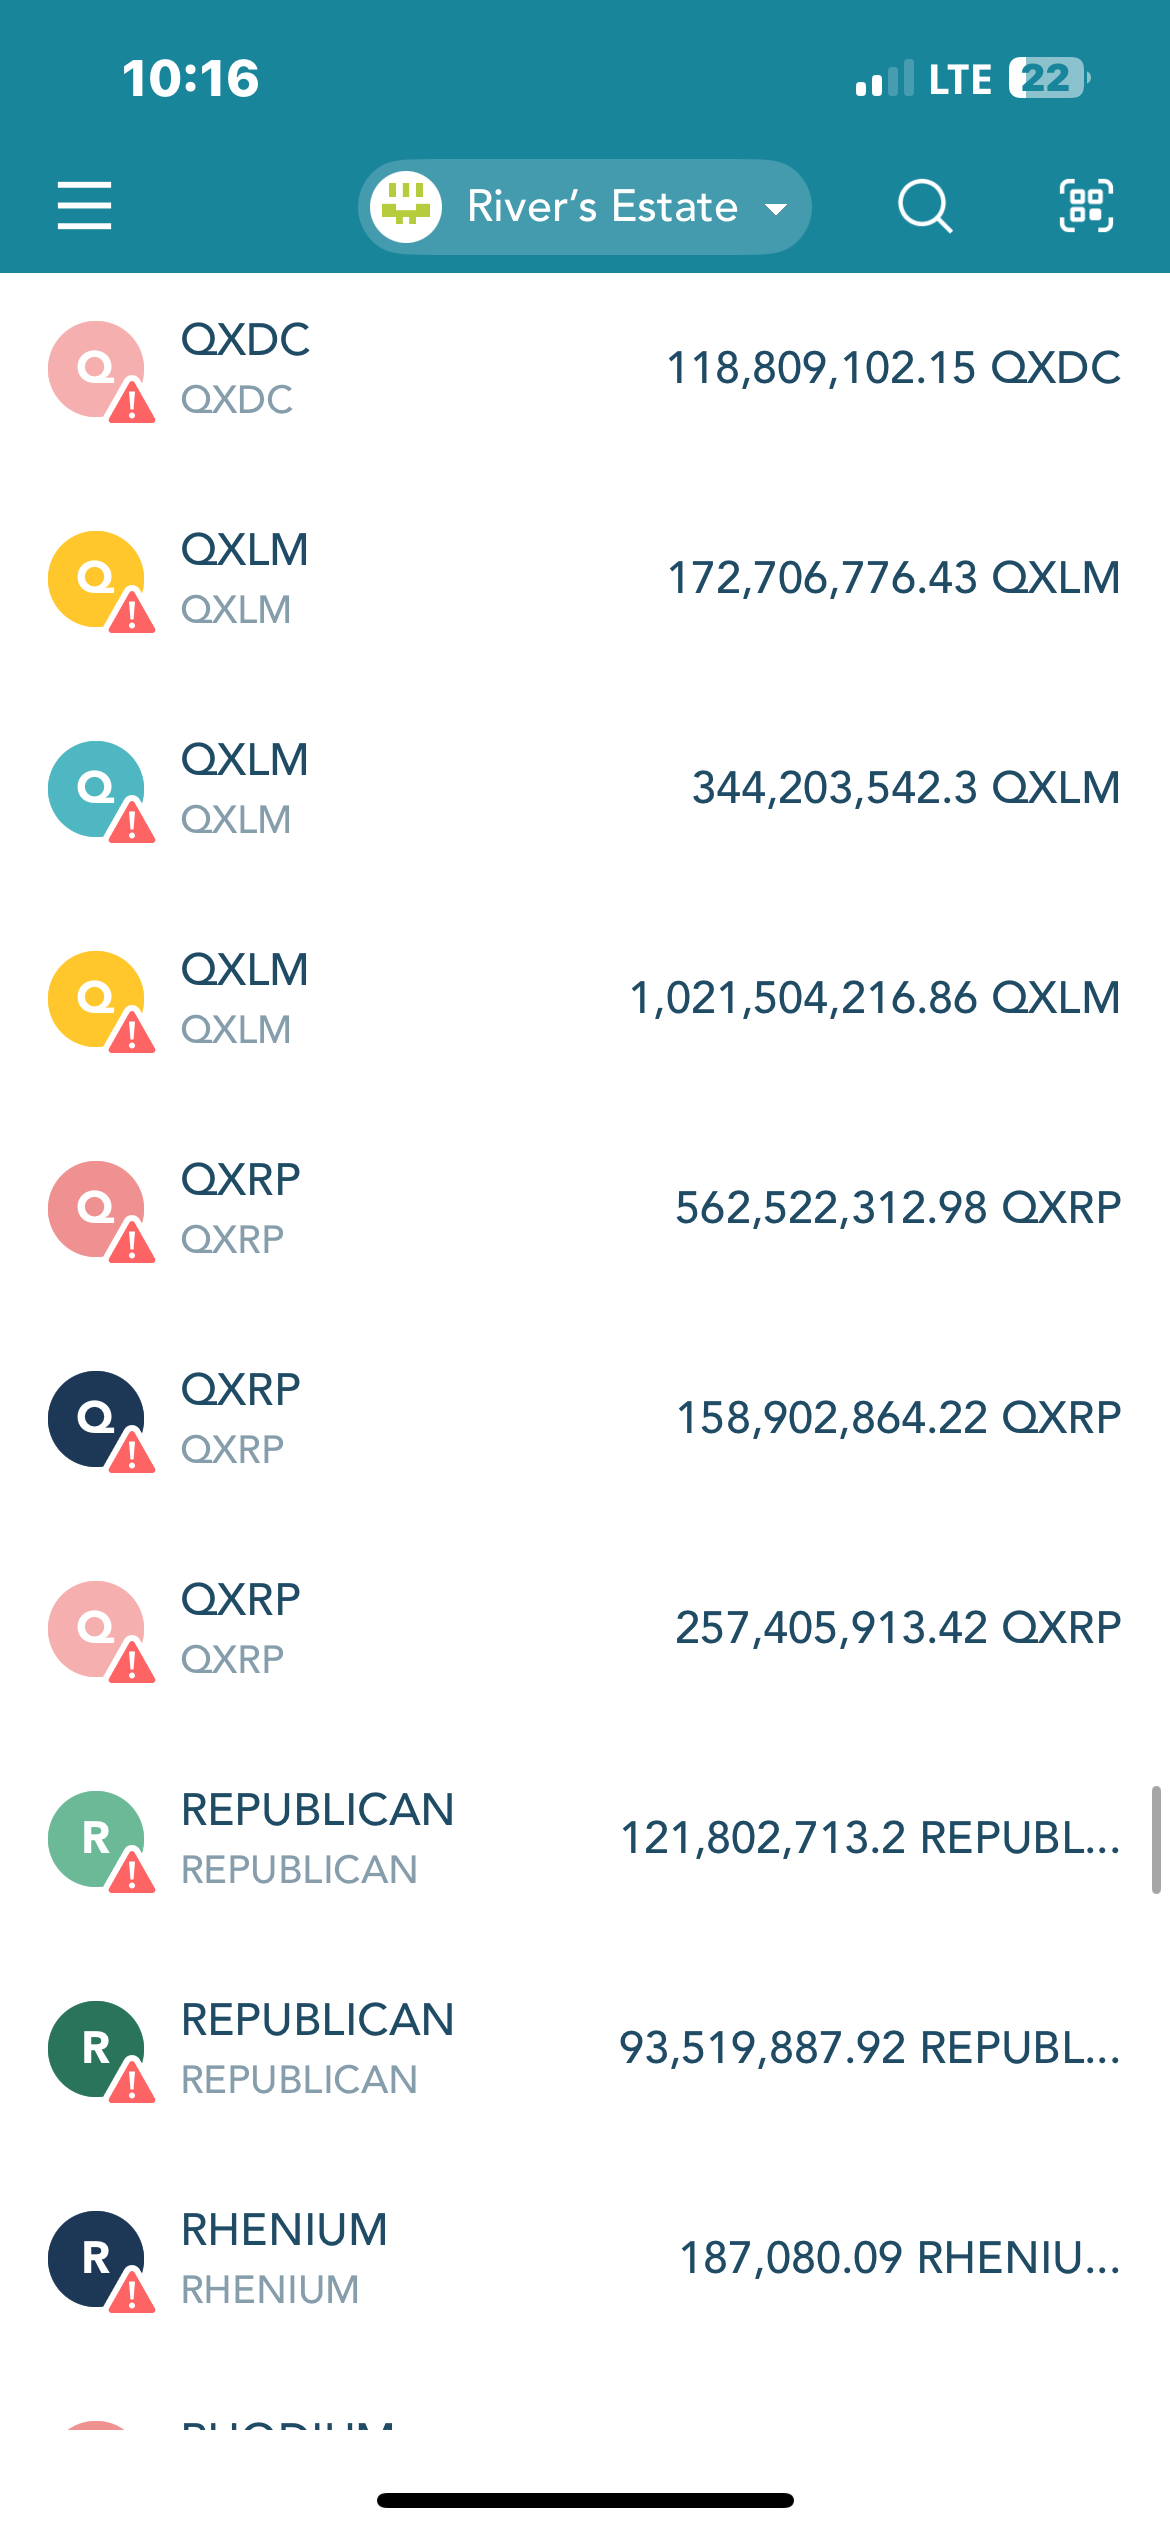 10:16
LTE 22
River's Estate
QXDC
QXDC
118,809,102.15 QXDC
QXLM
QXLM
172,706,776.43 QXLM
QXLM
QXLM
344,203,542.3 QXLM
QXLM
QXLM
1,021,504,216.86 QXLM
QXRP
QXRP
562,522,312.98 QXRP
QXRP
QXRP
158,902,864.22 QXRP
QXRP
QXRP
257,405,913.42 QXRP
REPUBLICAN
REPUBLICAN
121,802,713.2 REPUBL...
REPUBLICAN
REPUBLICAN
93,519,887.92 REPUBL...
RHENIUM
RHENIUM
187,080.09 RHENIU...
RHODIUM